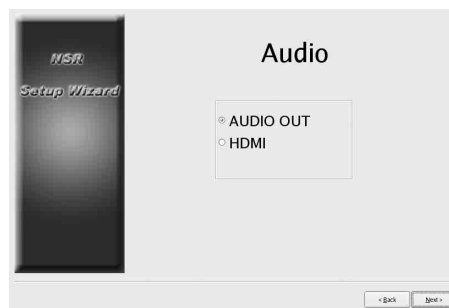 NSR
Setup Wizard
Audio
AUDIO OUT
HDMI
< Back
Next >